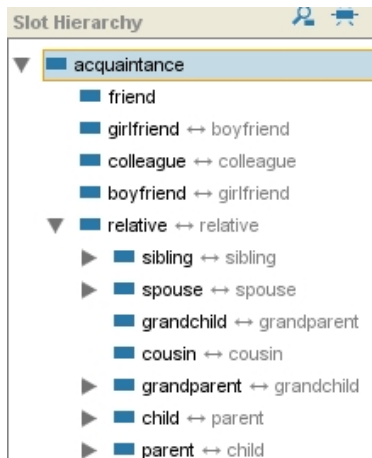 Slot Hierarchy
acquaintance
friend
girlfriend ↔ boyfriend
colleague ↔ colleague
boyfriend ↔ girlfriend
relative ↔ relative
sibling ↔ sibling
spouse ↔ spouse
grandchild ↔ grandparent
cousin ↔ cousin
grandparent ↔ grandchild
child ↔ parent
parent ↔ child